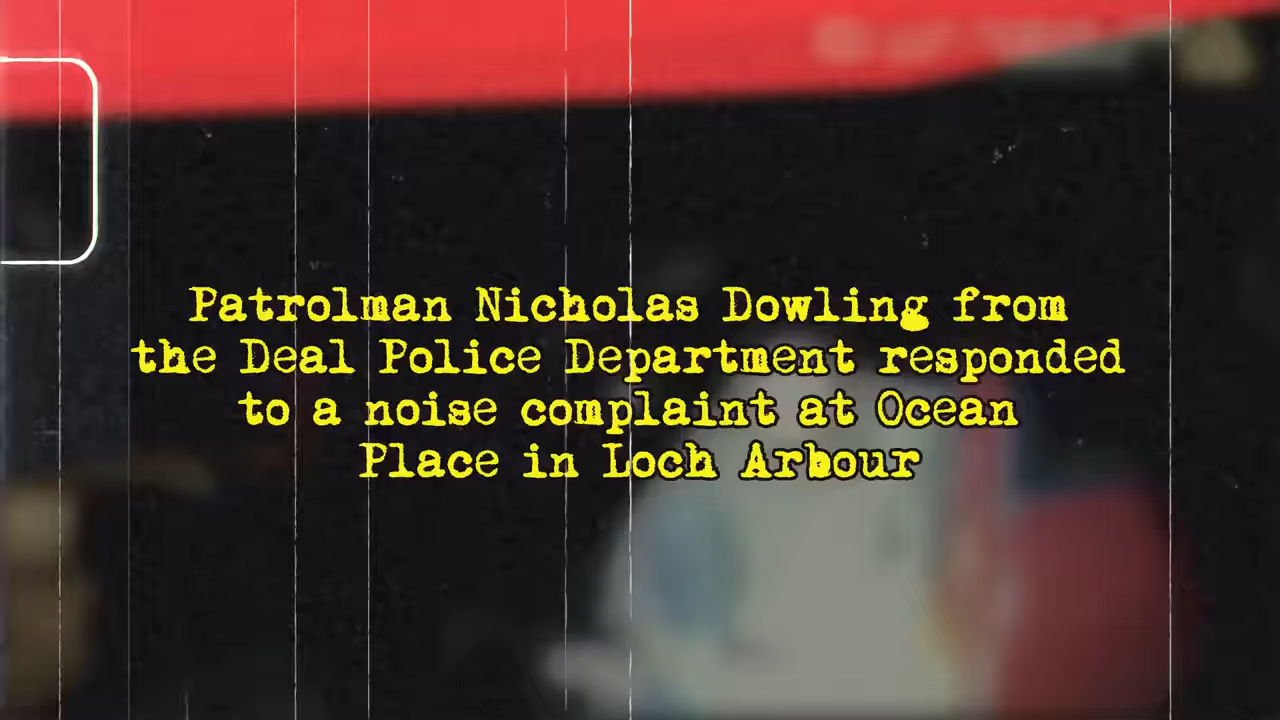 Patrolman Nicholas Dowling from
the Deal Police Department responded
to a noise complaint at Ocean
Place in Loch Arbour